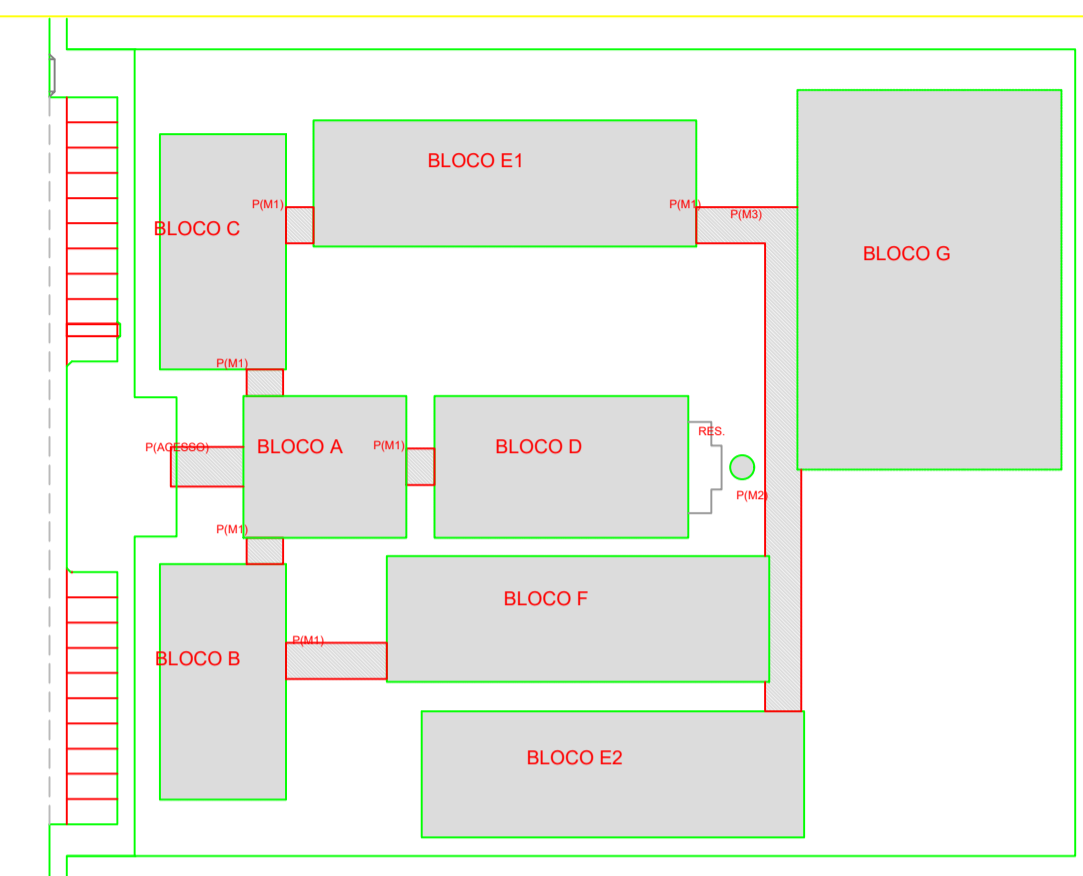 BLOCO E1
P(M1)
P(M1)
P(M3)
BLOCO C
BLOCO G
P(M1)
RES.
P(ACESSO)
BLOCO A
P(M1)
BLOCO D
P(M2)
P(M1)
BLOCO F
P(M1)
BLOCO B
BLOCO E2